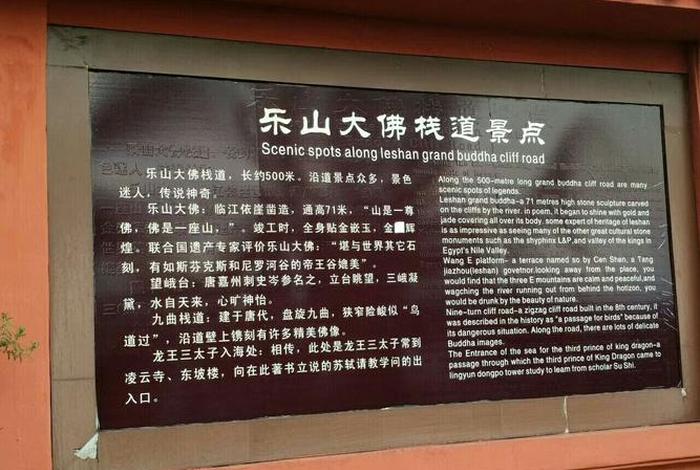 乐山大佛栈道景点
Scenic spots along leshan grand buddha cliff road
乐山大佛栈道，长约500米。沿道景点众多，景色
迷人，传说神奇。
乐山大佛：临江依崖凿造，通高71米，“山是一尊
佛，佛是一座山，”。竣工时，全身贴金嵌玉，金 辉
煌。联合国遗产专家评价乐山大佛：“堪与世界其它石
刻，有如斯芬克斯和尼罗河谷的帝王谷媲美”。
望峨台：唐嘉州刺史岑参名之，立台眺望，三峨凝
黛，水自天来，心旷神怡。
九曲栈道：建于唐代，盘旋九曲，狭窄险峻似“鸟
道过”，沿道壁上镌刻有许多精美佛像。
龙王三太子入海处：相传，此处是龙王三太子常到
凌云寺、东坡楼，向在此著书立说的苏轼请教学问的出
入口。
Along the 500-metre long grand buddha cliff road are many
scenic spots of legends.
Leshan grand buddha-a 71 metres high stone sculpture carved
on the cliffs by the river. in poem, it began to shine with gold and
jade covering all over its body. some expert of heritage of leshan
is as impressive as seeing many of the other great cultural stone
monuments such as the shyphinx L&P,and valley of the kings in
Egypt's Nile Valley.
Wang E platform- a terrace named so by Cen Shan, a Tang
jiazhou(leshan) govetnor.looking away from the place, you
would find that the three E mountains are calm and peaceful,and
wagching the river running out from behind the hotizon, you
would be drunk by the beauty of nature.
Nine-turn cliff road-a zigzag cliff road built in the 8th century, it
was described in the history as "a passage for birds" because of
its dangerous situation. Along the road, there are lots of delicate
Buddha images.
The Entrance of the sea for the third prince of king dragon-a
passage through which the third prince of King Dragon came to
lingyun dongpo tower study to learn from scholar Su Shi.